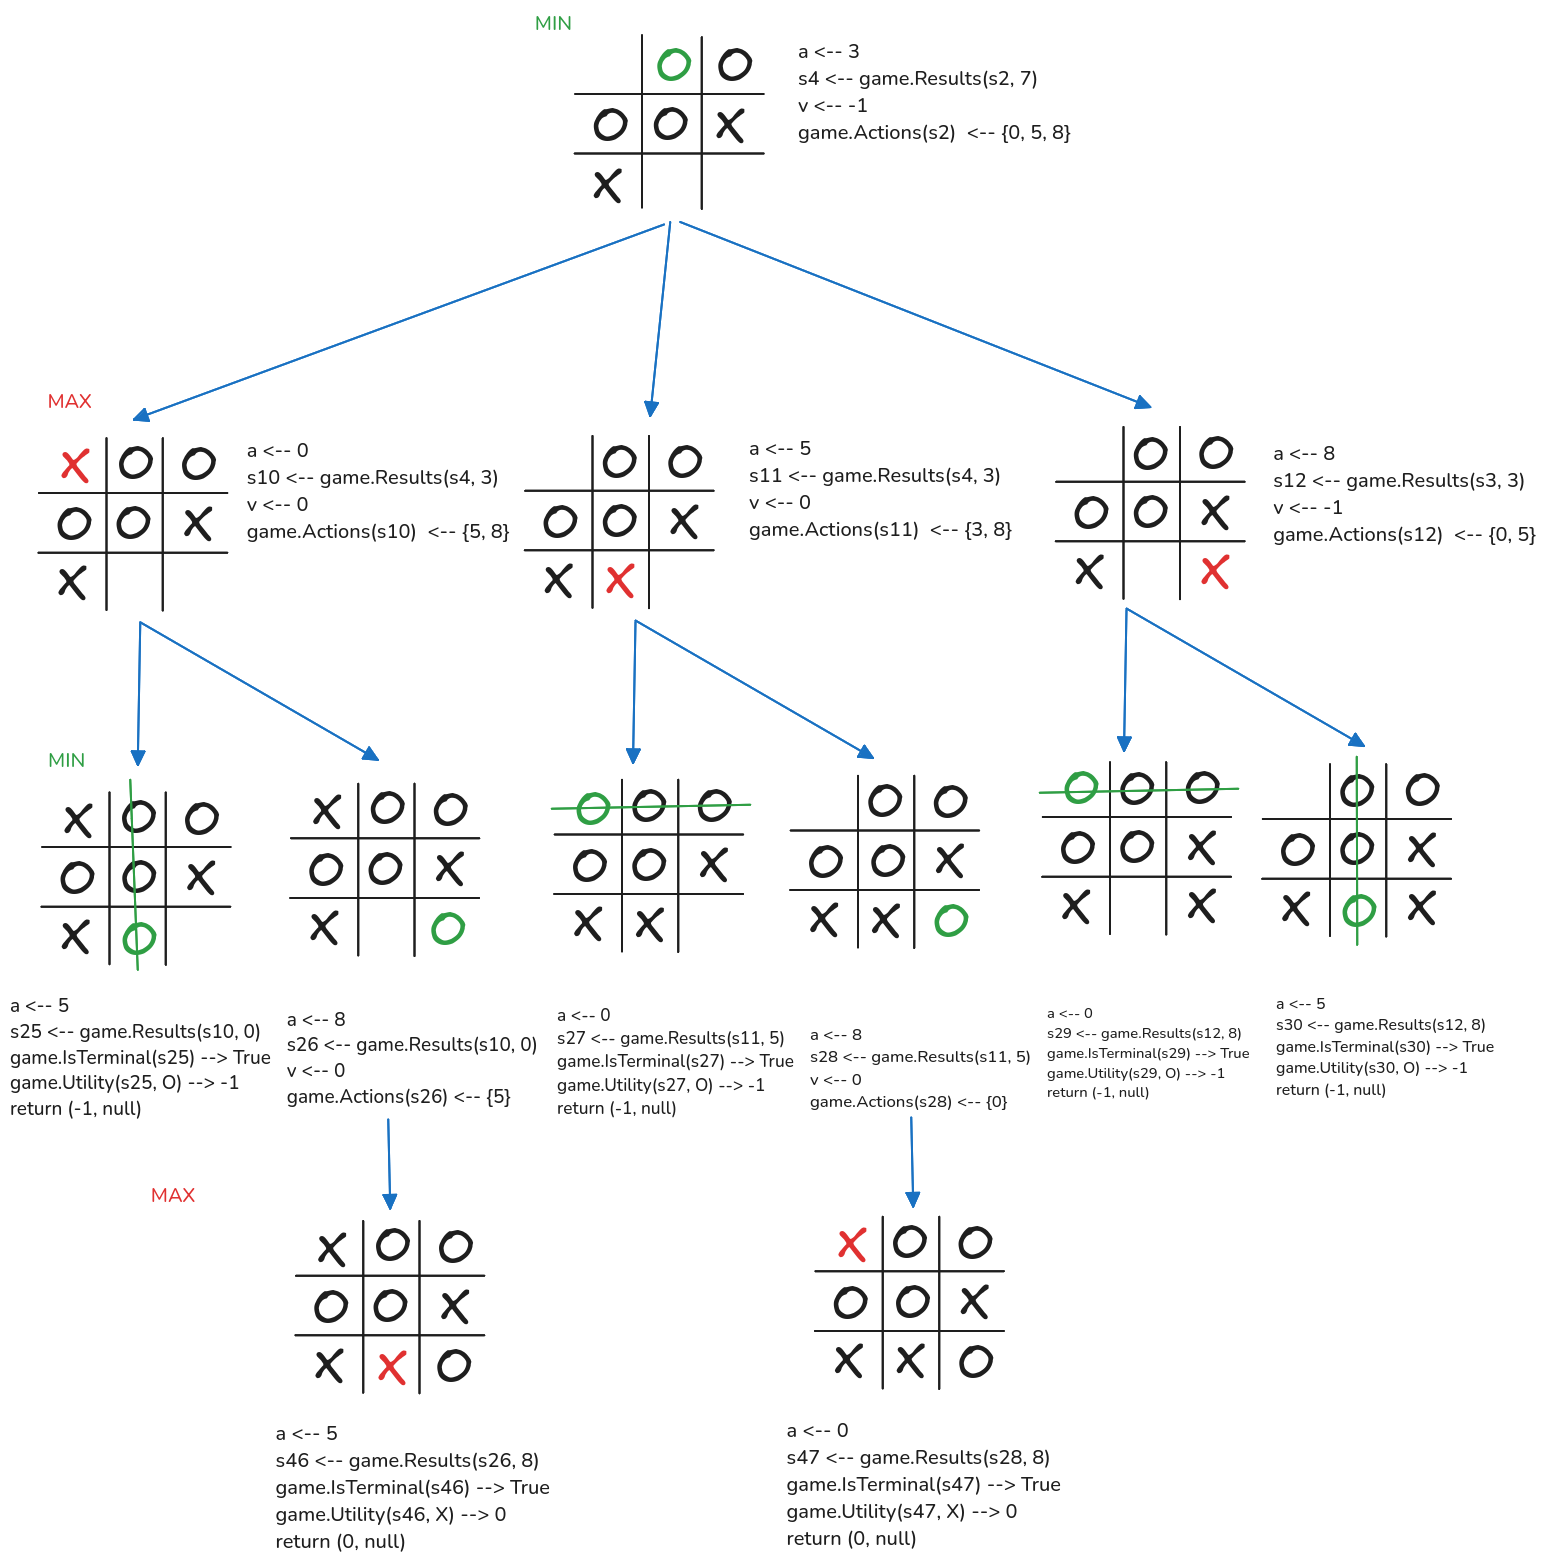 MIN
a <-- 3
s4 <-- game.Results(s2, 7)
v <-- -1
game.Actions(s2) <-- {0, 5, 8}
O O
O O X
X
MAX
a <-- 0
s10 <-- game.Results(s4, 3)
v <-- 0
game.Actions(s10) <-- {5, 8}
X O O
O O X
X
a <-- 5
s11 <-- game.Results(s4, 3)
v <-- 0
game.Actions(s11) <-- {3, 8}
O O
O O X
X X
a <-- 8
s12 <-- game.Results(s3, 3)
v <-- -1
game.Actions(s12) <-- {0, 5}
O O
O O X
X X
MIN
X O O
O O X
X O
a <-- 5
s25 <-- game.Results(s10, 0)
game.IsTerminal(s25) --> True
game.Utility(s25, O) --> -1
return (-1, null)
X O O
O O X
X O
a <-- 8
s26 <-- game.Results(s10, 0)
v <-- 0
game.Actions(s26) <-- {5}
O O O
O O X
X X
a <-- 0
s27 <-- game.Results(s11, 5)
game.IsTerminal(s27) --> True
game.Utility(s27, O) --> -1
return (-1, null)
O O
O O X
X X O
a <-- 8
s28 <-- game.Results(s11, 5)
v <-- 0
game.Actions(s28) <-- {0}
O O O
O O X
X X
a <-- 0
s29 <-- game.Results(s12, 8)
game.IsTerminal(s29) --> True
game.Utility(s29, O) --> -1
return (-1, null)
O O
O O X
X O X
a <-- 5
s30 <-- game.Results(s12, 8)
game.IsTerminal(s30) --> True
game.Utility(s30, O) --> -1
return (-1, null)
MAX
X O O
O O X
X X O
a <-- 5
s46 <-- game.Results(s26, 8)
game.IsTerminal(s46) --> True
game.Utility(s46, X) --> 0
return (0, null)
X O O
O O X
X X O
a <-- 0
s47 <-- game.Results(s28, 8)
game.IsTerminal(s47) --> True
game.Utility(s47, X) --> 0
return (0, null)